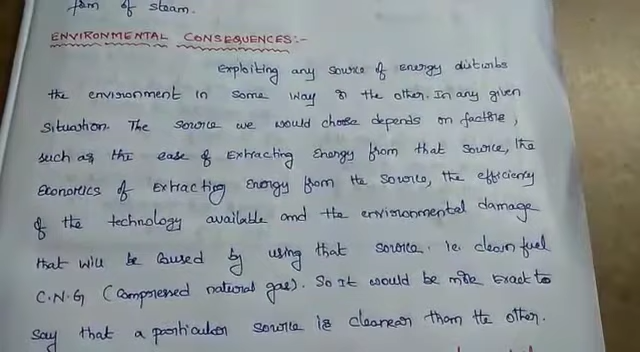 form of steam.
ENVIRONMENTAL CONSEQUENCES:-
Exploiting any source of energy disturbs
the environment in some way or the other. In any given
situation. The source we would choose depends on factors,
such as the ease of Extracting Energy from that source, the
Economics of Extracting Energy from the source, the efficiency
of the technology available and the environmental damage
that will be caused by using that source. i.e. clean fuel
C.N.G (Compressed natural gas). So It would be more Exact to
say that a particular source is cleaner than the other.